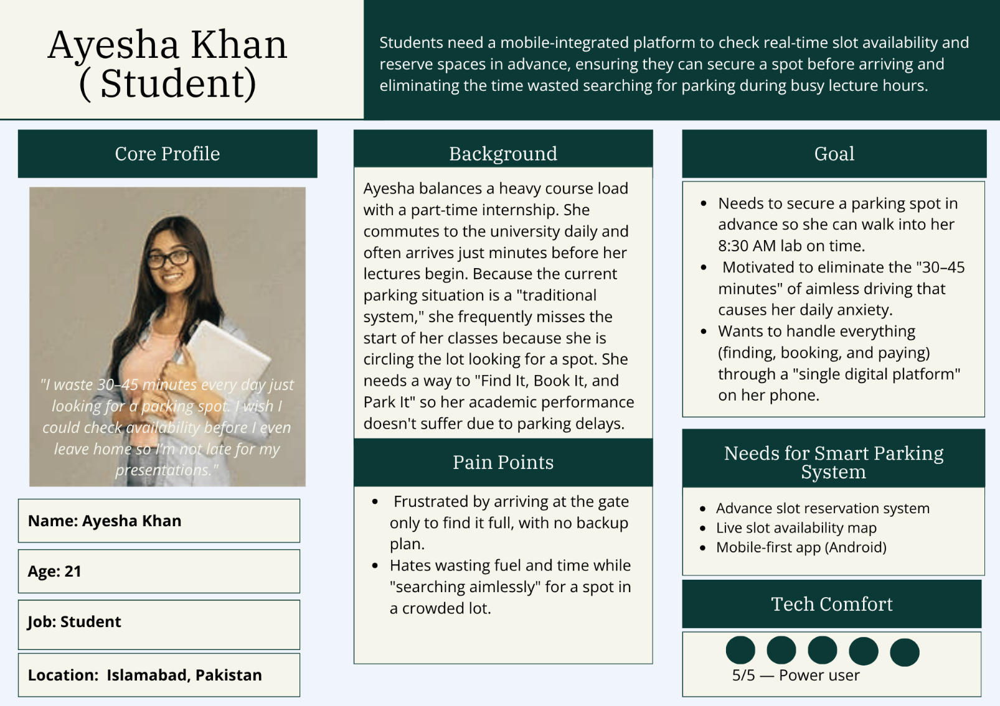 Ayesha Khan
( Student)
Students need a mobile-integrated platform to check real-time slot availability and
reserve spaces in advance, ensuring they can secure a spot before arriving and
eliminating the time wasted searching for parking during busy lecture hours.
Core Profile
"I waste 30–45 minutes every day just
looking for a parking spot. I wish I
could check availability before I even
leave home so I'm not late for my
presentations."
Name: Ayesha Khan
Age: 21
Job: Student
Location:  Islamabad, Pakistan
Background
Ayesha balances a heavy course load
with a part-time internship. She
commutes to the university daily and
often arrives just minutes before her
lectures begin. Because the current
parking situation is a "traditional
system," she frequently misses the
start of her classes because she is
circling the lot looking for a spot. She
needs a way to "Find It, Book It, and
Park It" so her academic performance
doesn't suffer due to parking delays.
Pain Points
• Frustrated by arriving at the gate
only to find it full, with no backup
plan.
• Hates wasting fuel and time while
"searching aimlessly" for a spot in
a crowded lot.
Goal
• Needs to secure a parking spot in
advance so she can walk into her
8:30 AM lab on time.
• Motivated to eliminate the "30–45
minutes" of aimless driving that
causes her daily anxiety.
• Wants to handle everything
(finding, booking, and paying)
through a "single digital platform"
on her phone.
Needs for Smart Parking
System
• Advance slot reservation system
• Live slot availability map
• Mobile-first app (Android)
Tech Comfort
5/5 — Power user